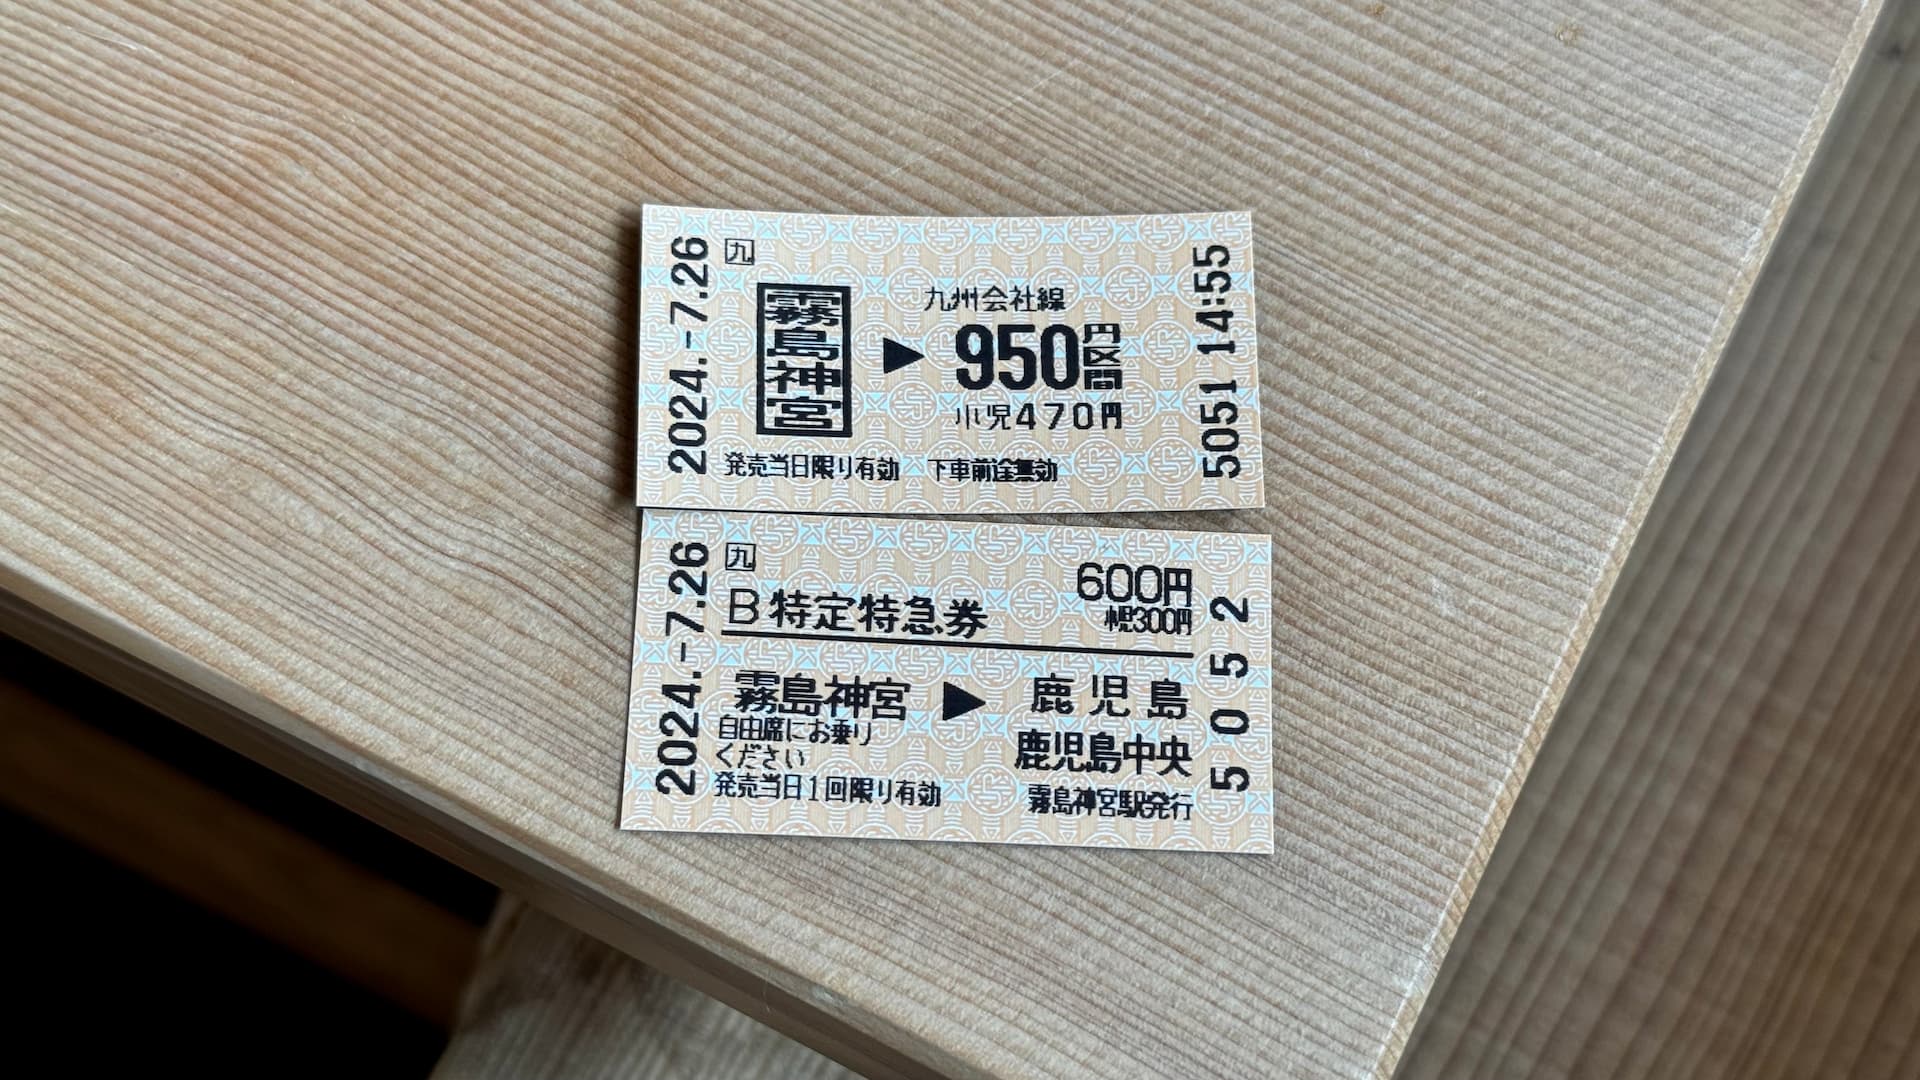 2024.-7.26
九
霧島神宮
▶
九州会社線
950円区間
小児470円
発売当日限り有効 下車前途無効
5051 14:55
2024.-7.26
九
B特定特急券
600円
小児300円
霧島神宮 ▶ 鹿児島
鹿児島中央
自由席にお乗り
ください
発売当日1回限り有効
霧島神宮駅発行
5052